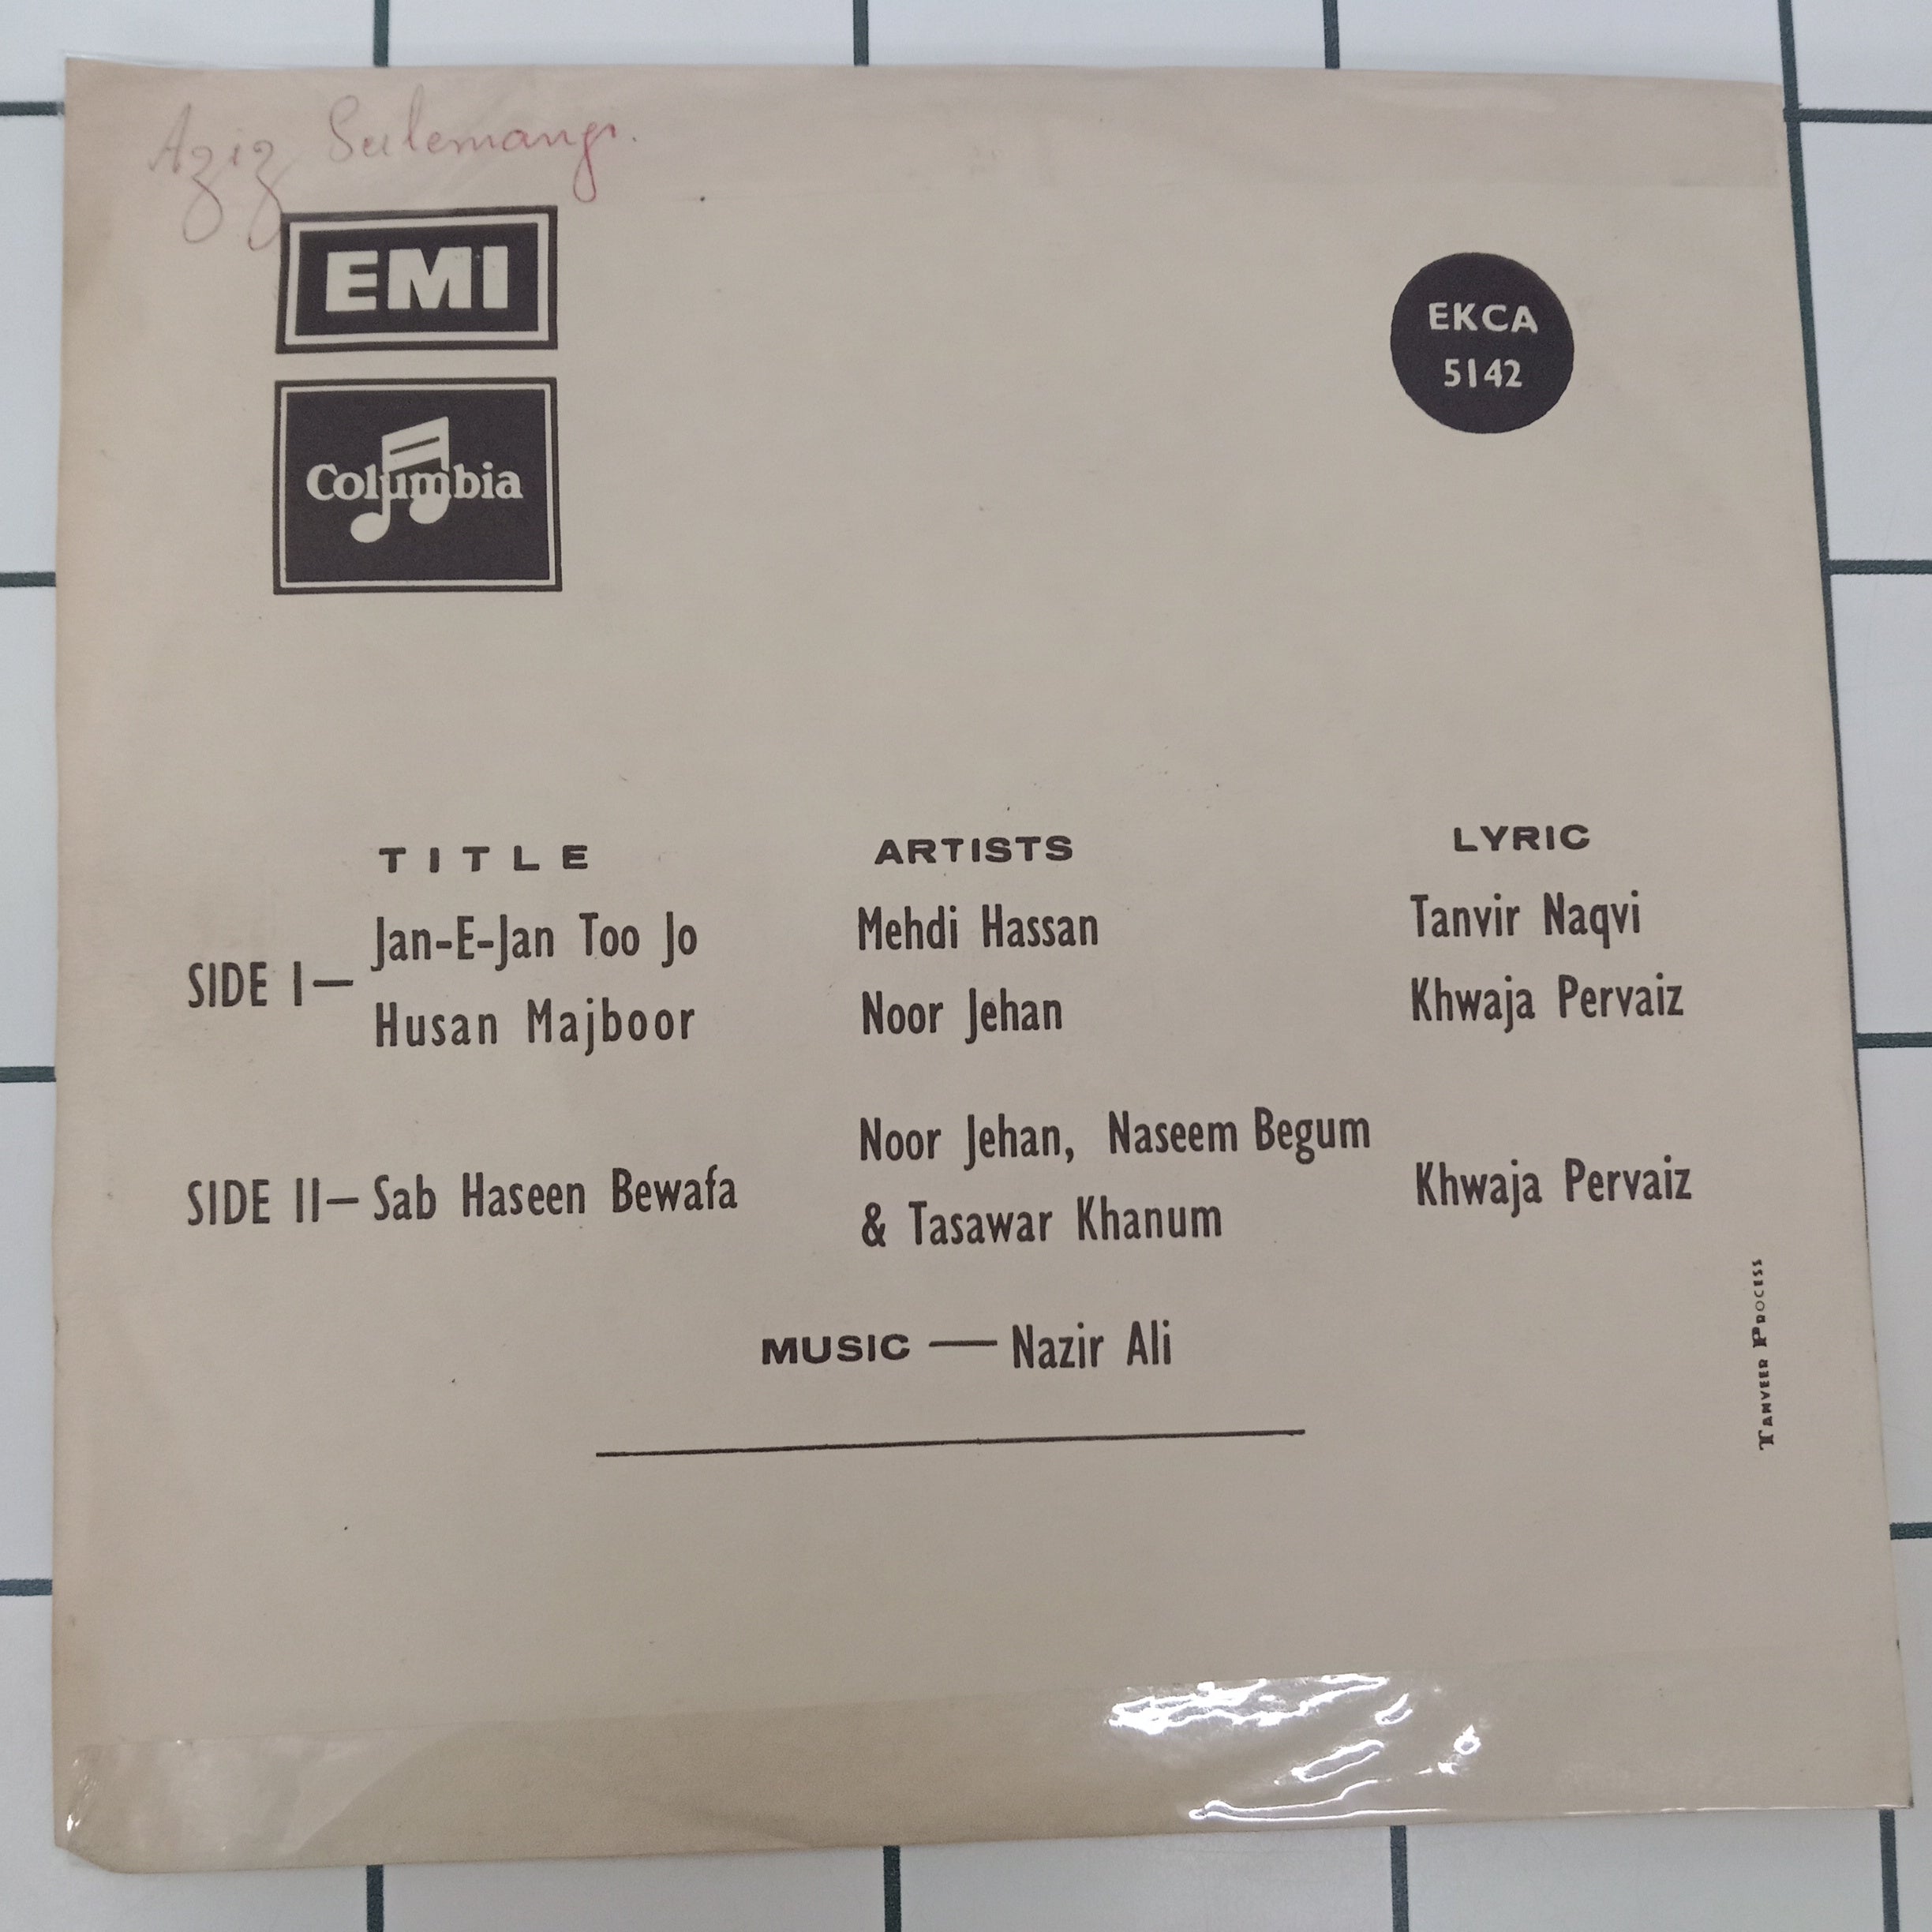 Aziz Sulemangi.
EMI
Columbia
EKCA
5142
TITLE ARTISTS LYRIC
SIDE I—
Jan-E-Jan Too Jo Mehdi Hassan Tanvir Naqvi
Husan Majboor Noor Jehan Khwaja Pervaiz
SIDE II— Sab Haseen Bewafa Noor Jehan, Naseem Begum
& Tasawar Khanum Khwaja Pervaiz
MUSIC — Nazir Ali
TANVEER PROCESS